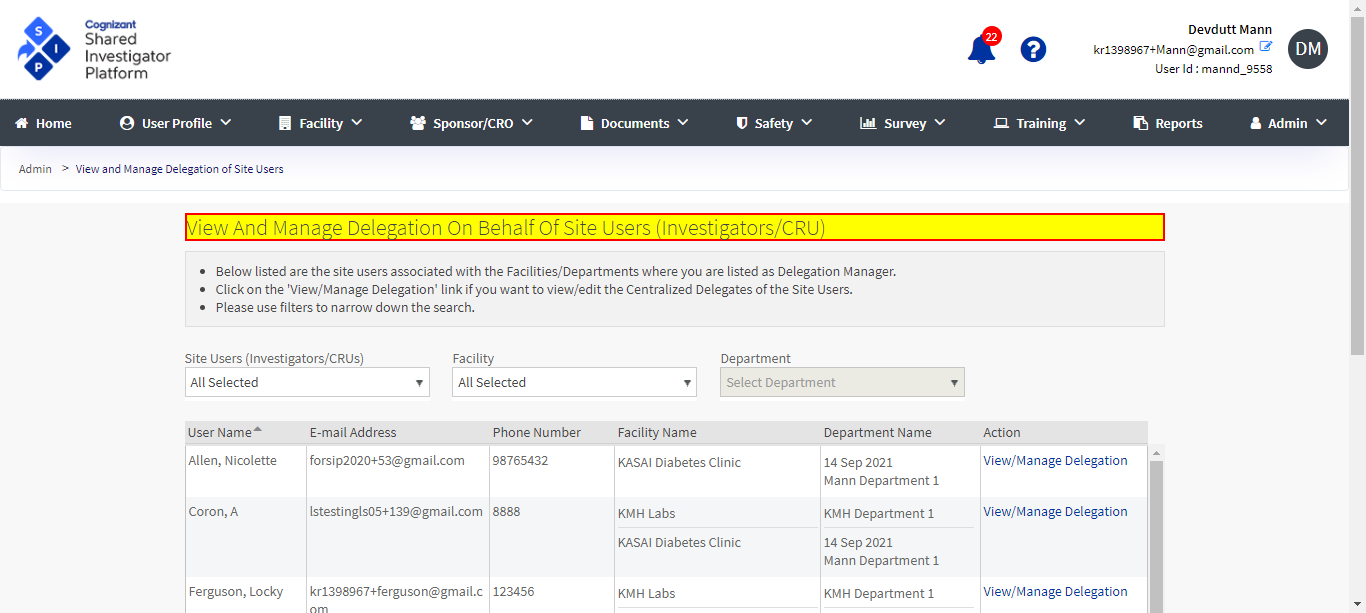 S
I
P
Cognizant
Shared
Investigator
Platform
22
?
Devdutt Mann
kr1398967+Mann@gmail.com
User Id : mannd_9558
DM
Home User Profile Facility Sponsor/CRO Documents Safety Survey Training Reports Admin
Admin > View and Manage Delegation of Site Users
View And Manage Delegation On Behalf Of Site Users (Investigators/CRU)
• Below listed are the site users associated with the Facilities/Departments where you are listed as Delegation Manager.
• Click on the 'View/Manage Delegation' link if you want to view/edit the Centralized Delegates of the Site Users.
• Please use filters to narrow down the search.
Site Users (Investigators/CRUs) Facility Department
All Selected All Selected Select Department
User Name E-mail Address Phone Number Facility Name Department Name Action
Allen, Nicolette forsip2020+53@gmail.com 98765432 KASAI Diabetes Clinic 14 Sep 2021 View/Manage Delegation
Mann Department 1
Coron, A lstestingls05+139@gmail.com 8888 KMH Labs KMH Department 1 View/Manage Delegation
KASAI Diabetes Clinic 14 Sep 2021
Mann Department 1
Ferguson, Locky kr1398967+ferguson@gmail.c 123456 KMH Labs KMH Department 1 View/Manage Delegation
om